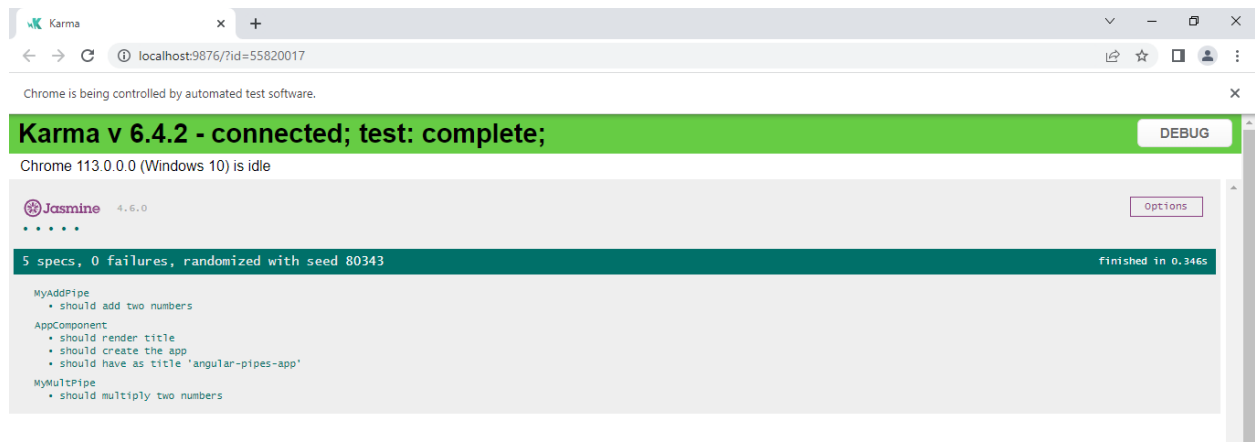 Karma
localhost:9876/?id=55820017
Chrome is being controlled by automated test software.
Karma v 6.4.2 - connected; test: complete;
DEBUG
Chrome 113.0.0.0 (Windows 10) is idle
Jasmine 4.6.0
Options
5 specs, 0 failures, randomized with seed 80343
finished in 0.346s
MyAddPipe
• should add two numbers
AppComponent
• should render title
• should create the app
• should have as title 'angular-pipes-app'
MyMultPipe
• should multiply two numbers